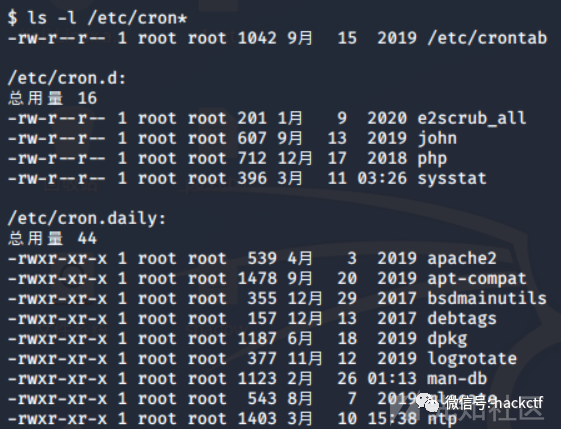 $ ls -l /etc/cron*
-rw-r--r-- 1 root root 1042 9月   15  2019 /etc/crontab
/etc/cron.d:
总用量 16
-rw-r--r-- 1 root root 201 1月    9  2020 e2scrub_all
-rw-r--r-- 1 root root 607 9月   13  2019 john
-rw-r--r-- 1 root root 712 12月  17  2018 php
-rw-r--r-- 1 root root 396 3月   11 03:26 sysstat
/etc/cron.daily:
总用量 44
-rwxr-xr-x 1 root root  539 4月    3  2019 apache2
-rwxr-xr-x 1 root root 1478 9月   20  2019 apt-compat
-rwxr-xr-x 1 root root  355 12月  29  2017 bsdmainutils
-rwxr-xr-x 1 root root  157 12月  13  2017 debtags
-rwxr-xr-x 1 root root 1187 6月   18  2019 dpkg
-rwxr-xr-x 1 root root  377 11月  12  2019 logrotate
-rwxr-xr-x 1 root root 1123 2月   26 01:13 man-db
-rwxr-xr-x 1 root root  543 8月    7  2019
-rwxr-xr-x 1 root root 1403 3月   10 15:38 ntp
微信号: hackctf